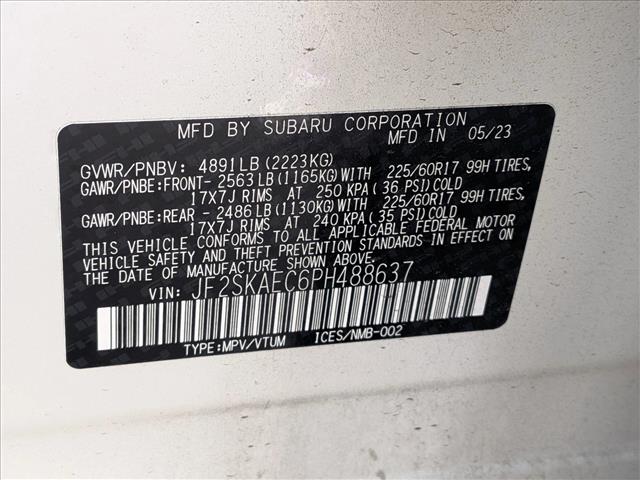 MFD BY SUBARU CORPORATION
MFD IN 05/23
GVWR/PNBV: 4891LB(2223KG)
GAWR/PNBE:FRONT- 2563LB(1165KG)WITH 225/60R17 99H TIRES,
17X7J RIMS AT 250 KPA(36 PSI)COLD
GAWR/PNBE:REAR - 2486LB(1130KG)WITH 225/60R17 99H TIRES,
17X7J RIMS AT 240 KPA(35 PSI)COLD
THIS VEHICLE CONFORMS TO ALL APPLICABLE FEDERAL MOTOR
VEHICLE SAFETY AND THEFT PREVENTION STANDARDS IN EFFECT ON
THE DATE OF MANUFACTURE SHOWN ABOVE.
VIN: JF2SKAEC6PH488637
TYPE:MPV/VTUM ICES/NMB-002